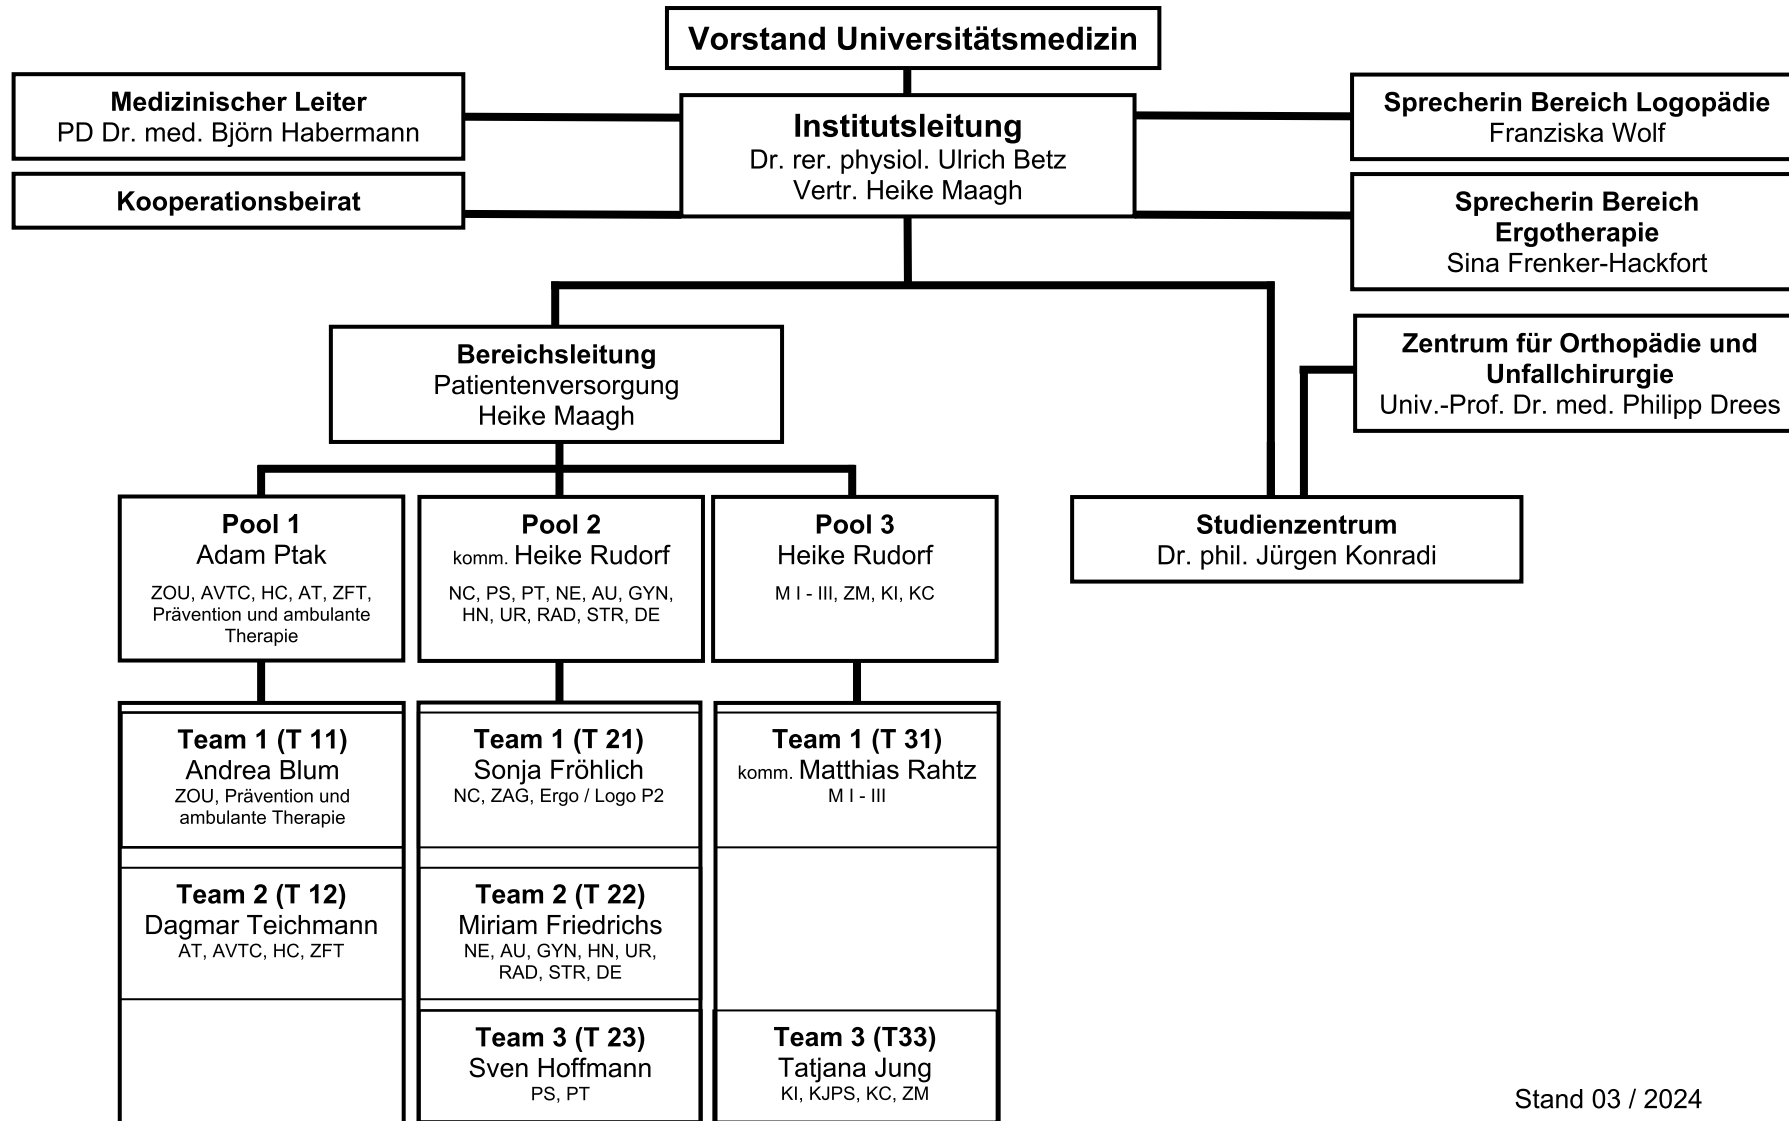 Vorstand Universitätsmedizin
Medizinischer Leiter
PD Dr. med. Björn Habermann
Kooperationsbeirat
Institutsleitung
Dr. rer. physiol. Ulrich Betz
Vertr. Heike Maagh
Sprecherin Bereich Logopädie
Franziska Wolf
Sprecherin Bereich
Ergotherapie
Sina Frenker-Hackfort
Zentrum für Orthopädie und
Unfallchirurgie
Univ.-Prof. Dr. med. Philipp Drees
Bereichsleitung
Patientenversorgung
Heike Maagh
Pool 1
Adam Ptak
ZOU, AVTC, HC, AT, ZFT,
Prävention und ambulante
Therapie
Pool 2
komm. Heike Rudorf
NC, PS, PT, NE, AU, GYN,
HN, UR, RAD, STR, DE
Pool 3
Heike Rudorf
M I - III, ZM, KI, KC
Studienzentrum
Dr. phil. Jürgen Konradi
Team 1 (T 11)
Andrea Blum
ZOU, Prävention und
ambulante Therapie
Team 2 (T 12)
Dagmar Teichmann
AT, AVTC, HC, ZFT
Team 1 (T 21)
Sonja Fröhlich
NC, ZAG, Ergo / Logo P2
Team 2 (T 22)
Miriam Friedrichs
NE, AU, GYN, HN, UR,
RAD, STR, DE
Team 3 (T 23)
Sven Hoffmann
PS, PT
Team 1 (T 31)
komm. Matthias Rahtz
M I - III
Team 3 (T33)
Tatjana Jung
KI, KJPS, KC, ZM
Stand 03 / 2024